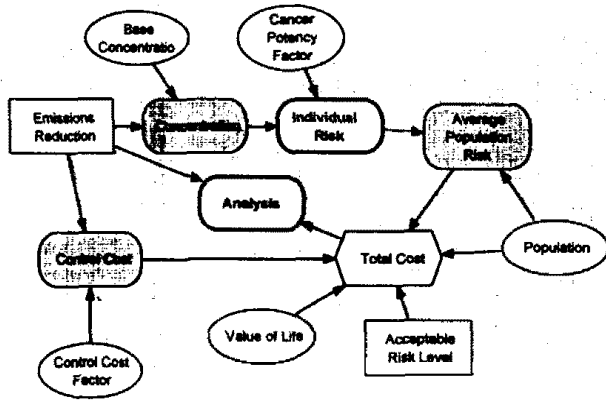 Base
Concentratio
Cancer
Potency
Factor
Emissions
Reduction
Concentration
Individual
Risk
Average
Population
Risk
Analysis
Control Cost
Total Cost
Population
Value of Life
Acceptable
Risk Level
Control Cost
Factor